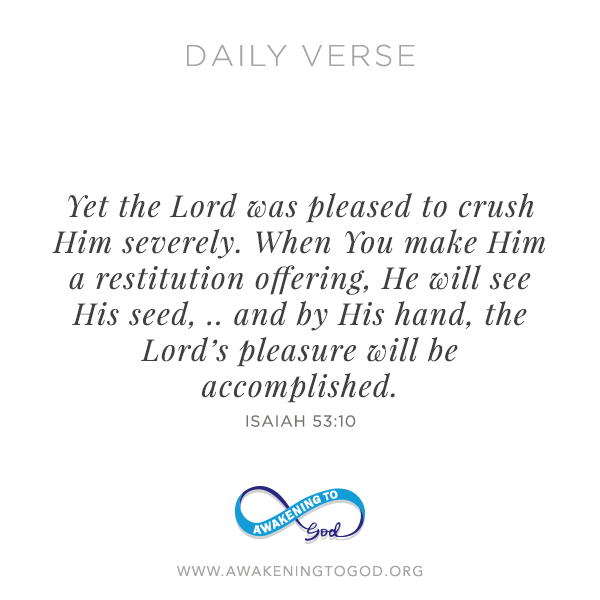 DAILY VERSE
Yet the Lord was pleased to crush
Him severely. When You make Him
a restitution offering, He will see
His seed, .. and by His hand, the
Lord’s pleasure will be
accomplished.
ISAIAH 53:10
AWAKENING TO
God
WWW.AWAKENINGTOGOD.ORG